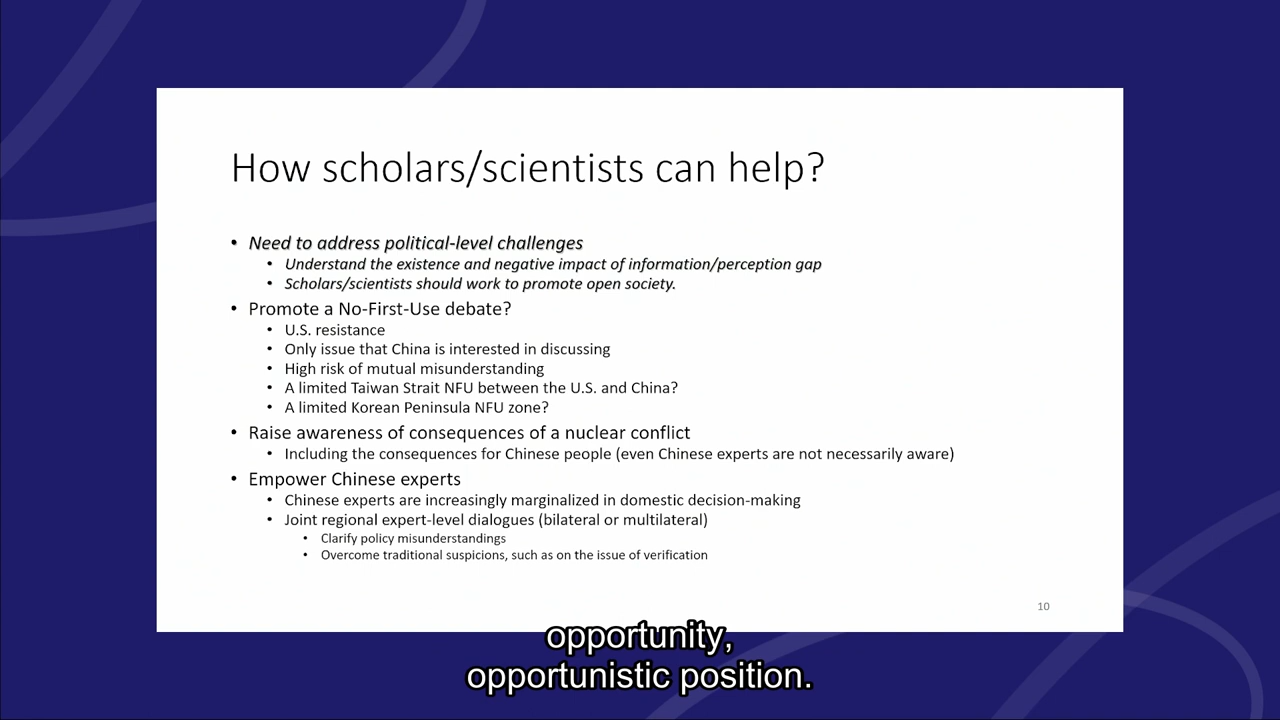 How scholars/scientists can help?
• Need to address political-level challenges
• Understand the existence and negative impact of information/perception gap
• Scholars/scientists should work to promote open society.
• Promote a No-First-Use debate?
• U.S. resistance
• Only issue that China is interested in discussing
• High risk of mutual misunderstanding
• A limited Taiwan Strait NFU between the U.S. and China?
• A limited Korean Peninsula NFU zone?
• Raise awareness of consequences of a nuclear conflict
• Including the consequences for Chinese people (even Chinese experts are not necessarily aware)
• Empower Chinese experts
• Chinese experts are increasingly marginalized in domestic decision-making
• Joint regional expert-level dialogues (bilateral or multilateral)
• Clarify policy misunderstandings
• Overcome traditional suspicions, such as on the issue of verification
10
opportunity,
opportunistic position.